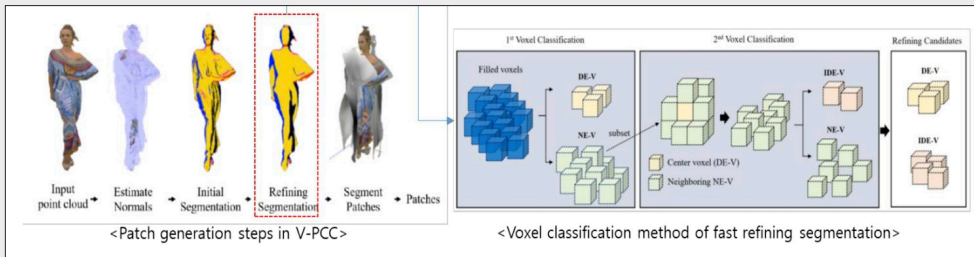 Input
point cloud
Estimate
Normals
Initial
Segmentation
Refining
Segmentation
Segment
Patches
Patches
<Patch generation steps in V-PCC>
1st Voxel Classification
2nd Voxel Classification
Refining Candidates
Filled voxels
DE-V
NE-V
subset
Center voxel (DE-V)
Neighboring NE-V
IDE-V
NE-V
DE-V
IDE-V
<Voxel classification method of fast refining segmentation>